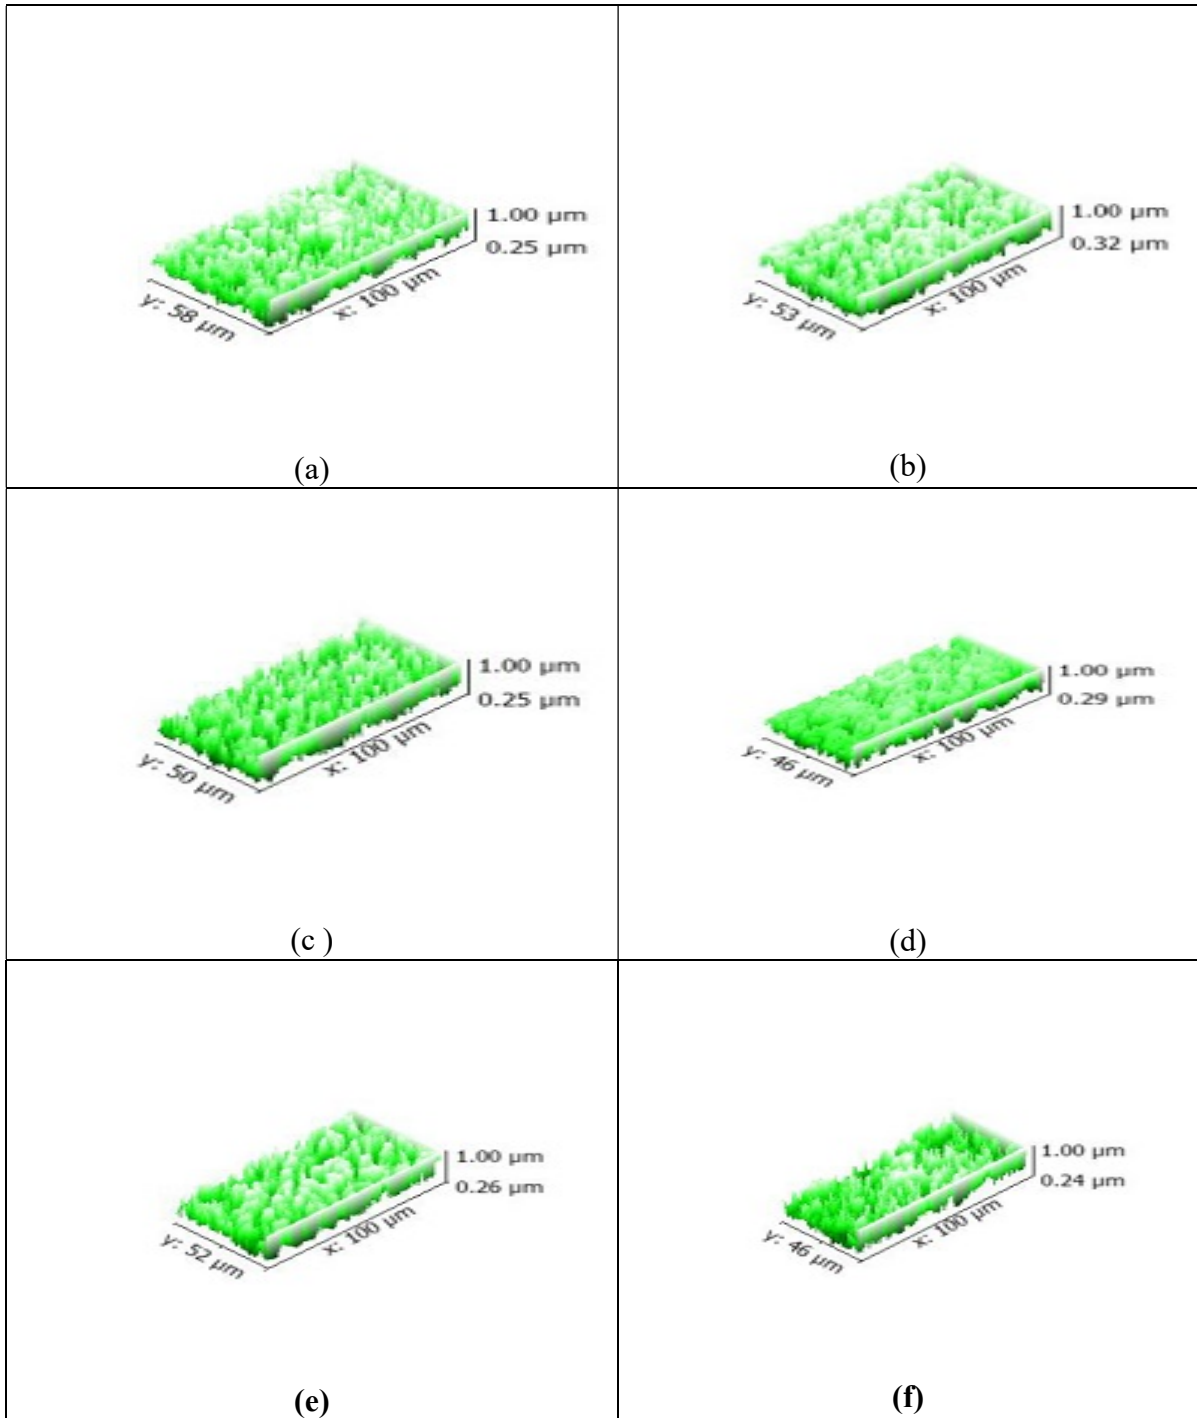 1.00 µm
0.25 µm
x: 100 µm
y: 58 µm
(a)
1.00 µm
0.32 µm
x: 100 µm
y: 53 µm
(b)
1.00 µm
0.25 µm
x: 100 µm
y: 50 µm
(c )
1.00 µm
0.29 µm
x: 100 µm
y: 46 µm
(d)
1.00 µm
0.26 µm
x: 100 µm
y: 52 µm
(e)
1.00 µm
0.24 µm
x: 100 µm
y: 46 µm
(f)